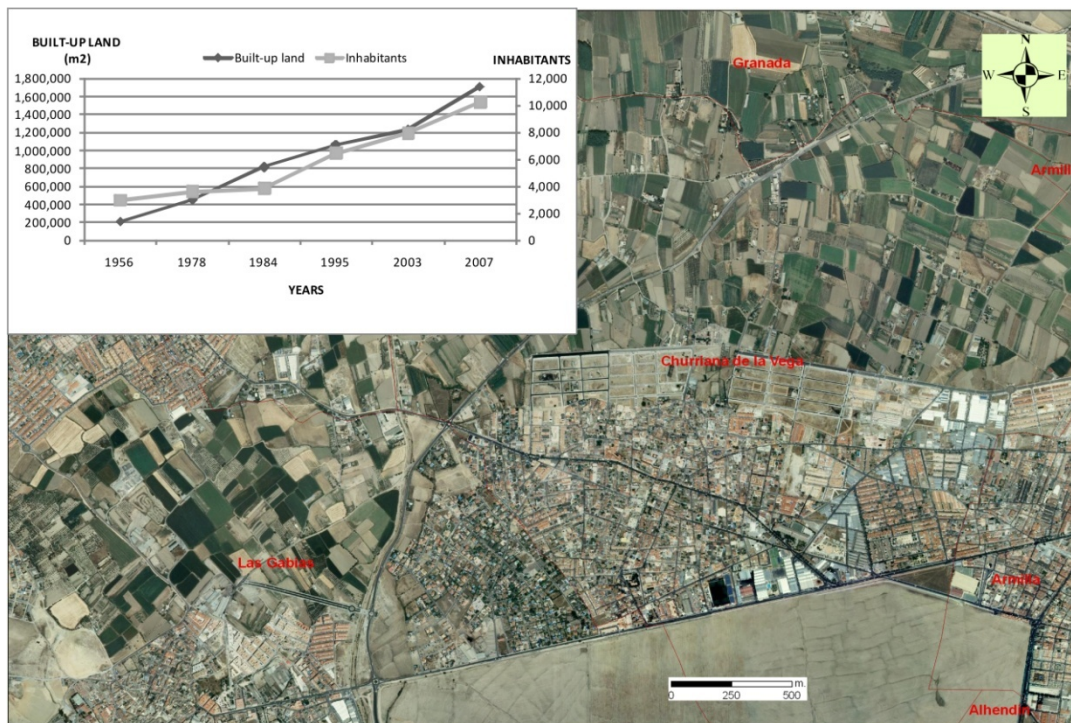 BUILT-UP LAND
(m2)
Built-up land
Inhabitants
INHABITANTS
1,800,000
1,600,000
1,400,000
1,200,000
1,000,000
800,000
600,000
400,000
200,000
0
12,000
10,000
8,000
6,000
4,000
2,000
0
1956 1978 1984 1995 2003 2007
YEARS
Granada
N
W E
S
Armill
Churriana de la Vega
Las Gabias
Armilla
m.
0 250 500
Alhendín